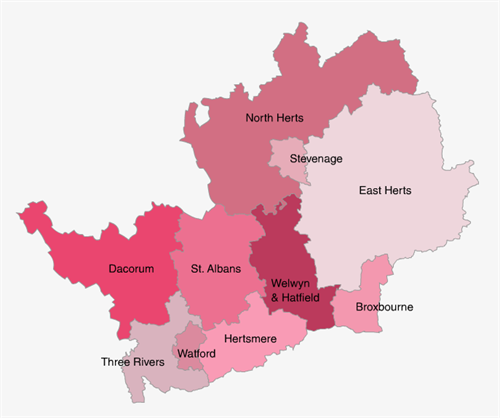 North Herts
Stevenage
East Herts
Dacorum
St. Albans
Welwyn
& Hatfield
Broxbourne
Hertsmere
Watford
Three Rivers